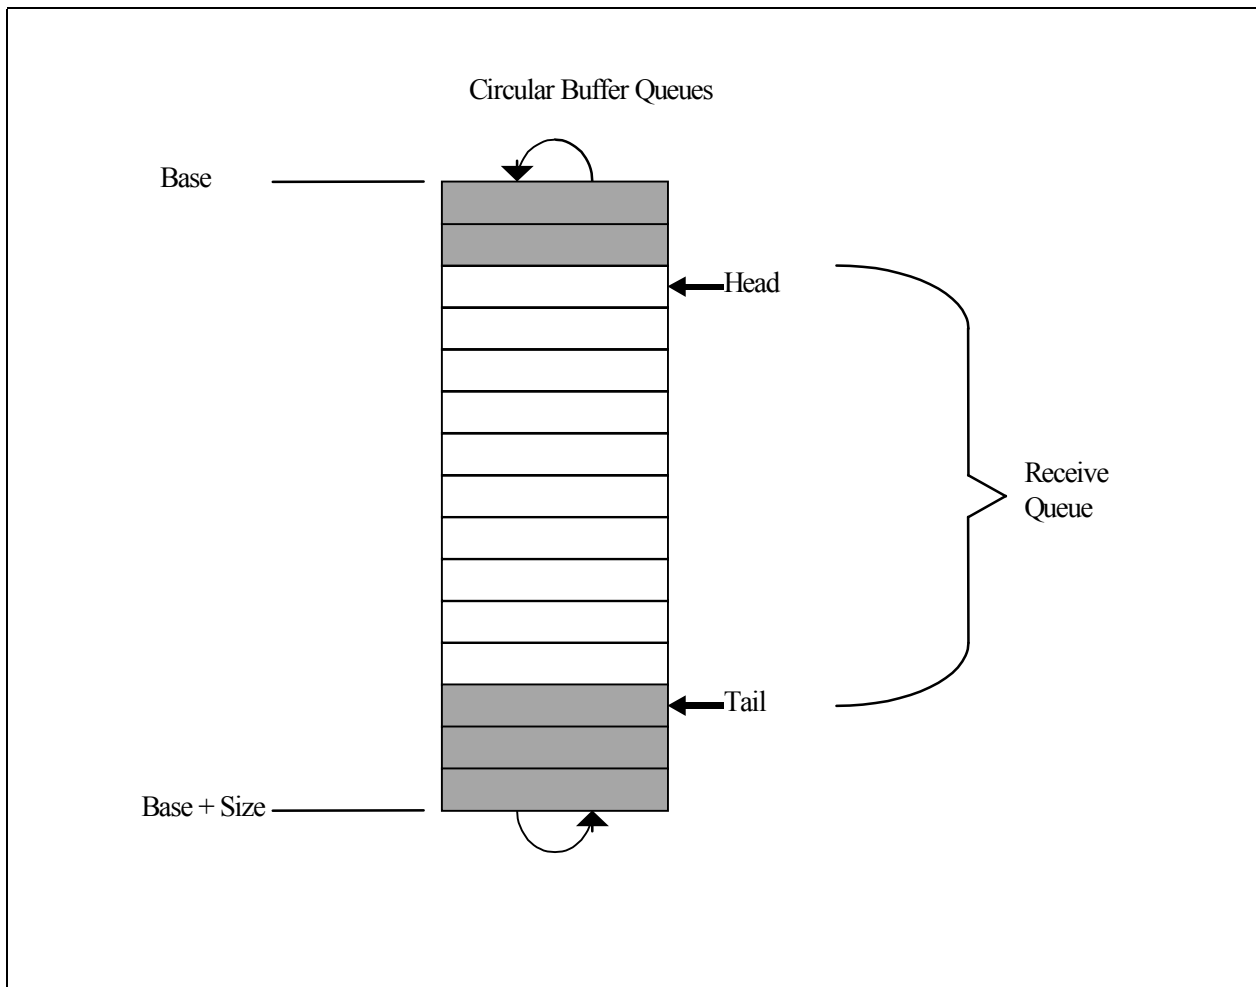 Circular Buffer Queues
Base
Head
Receive
Queue
Tail
Base + Size